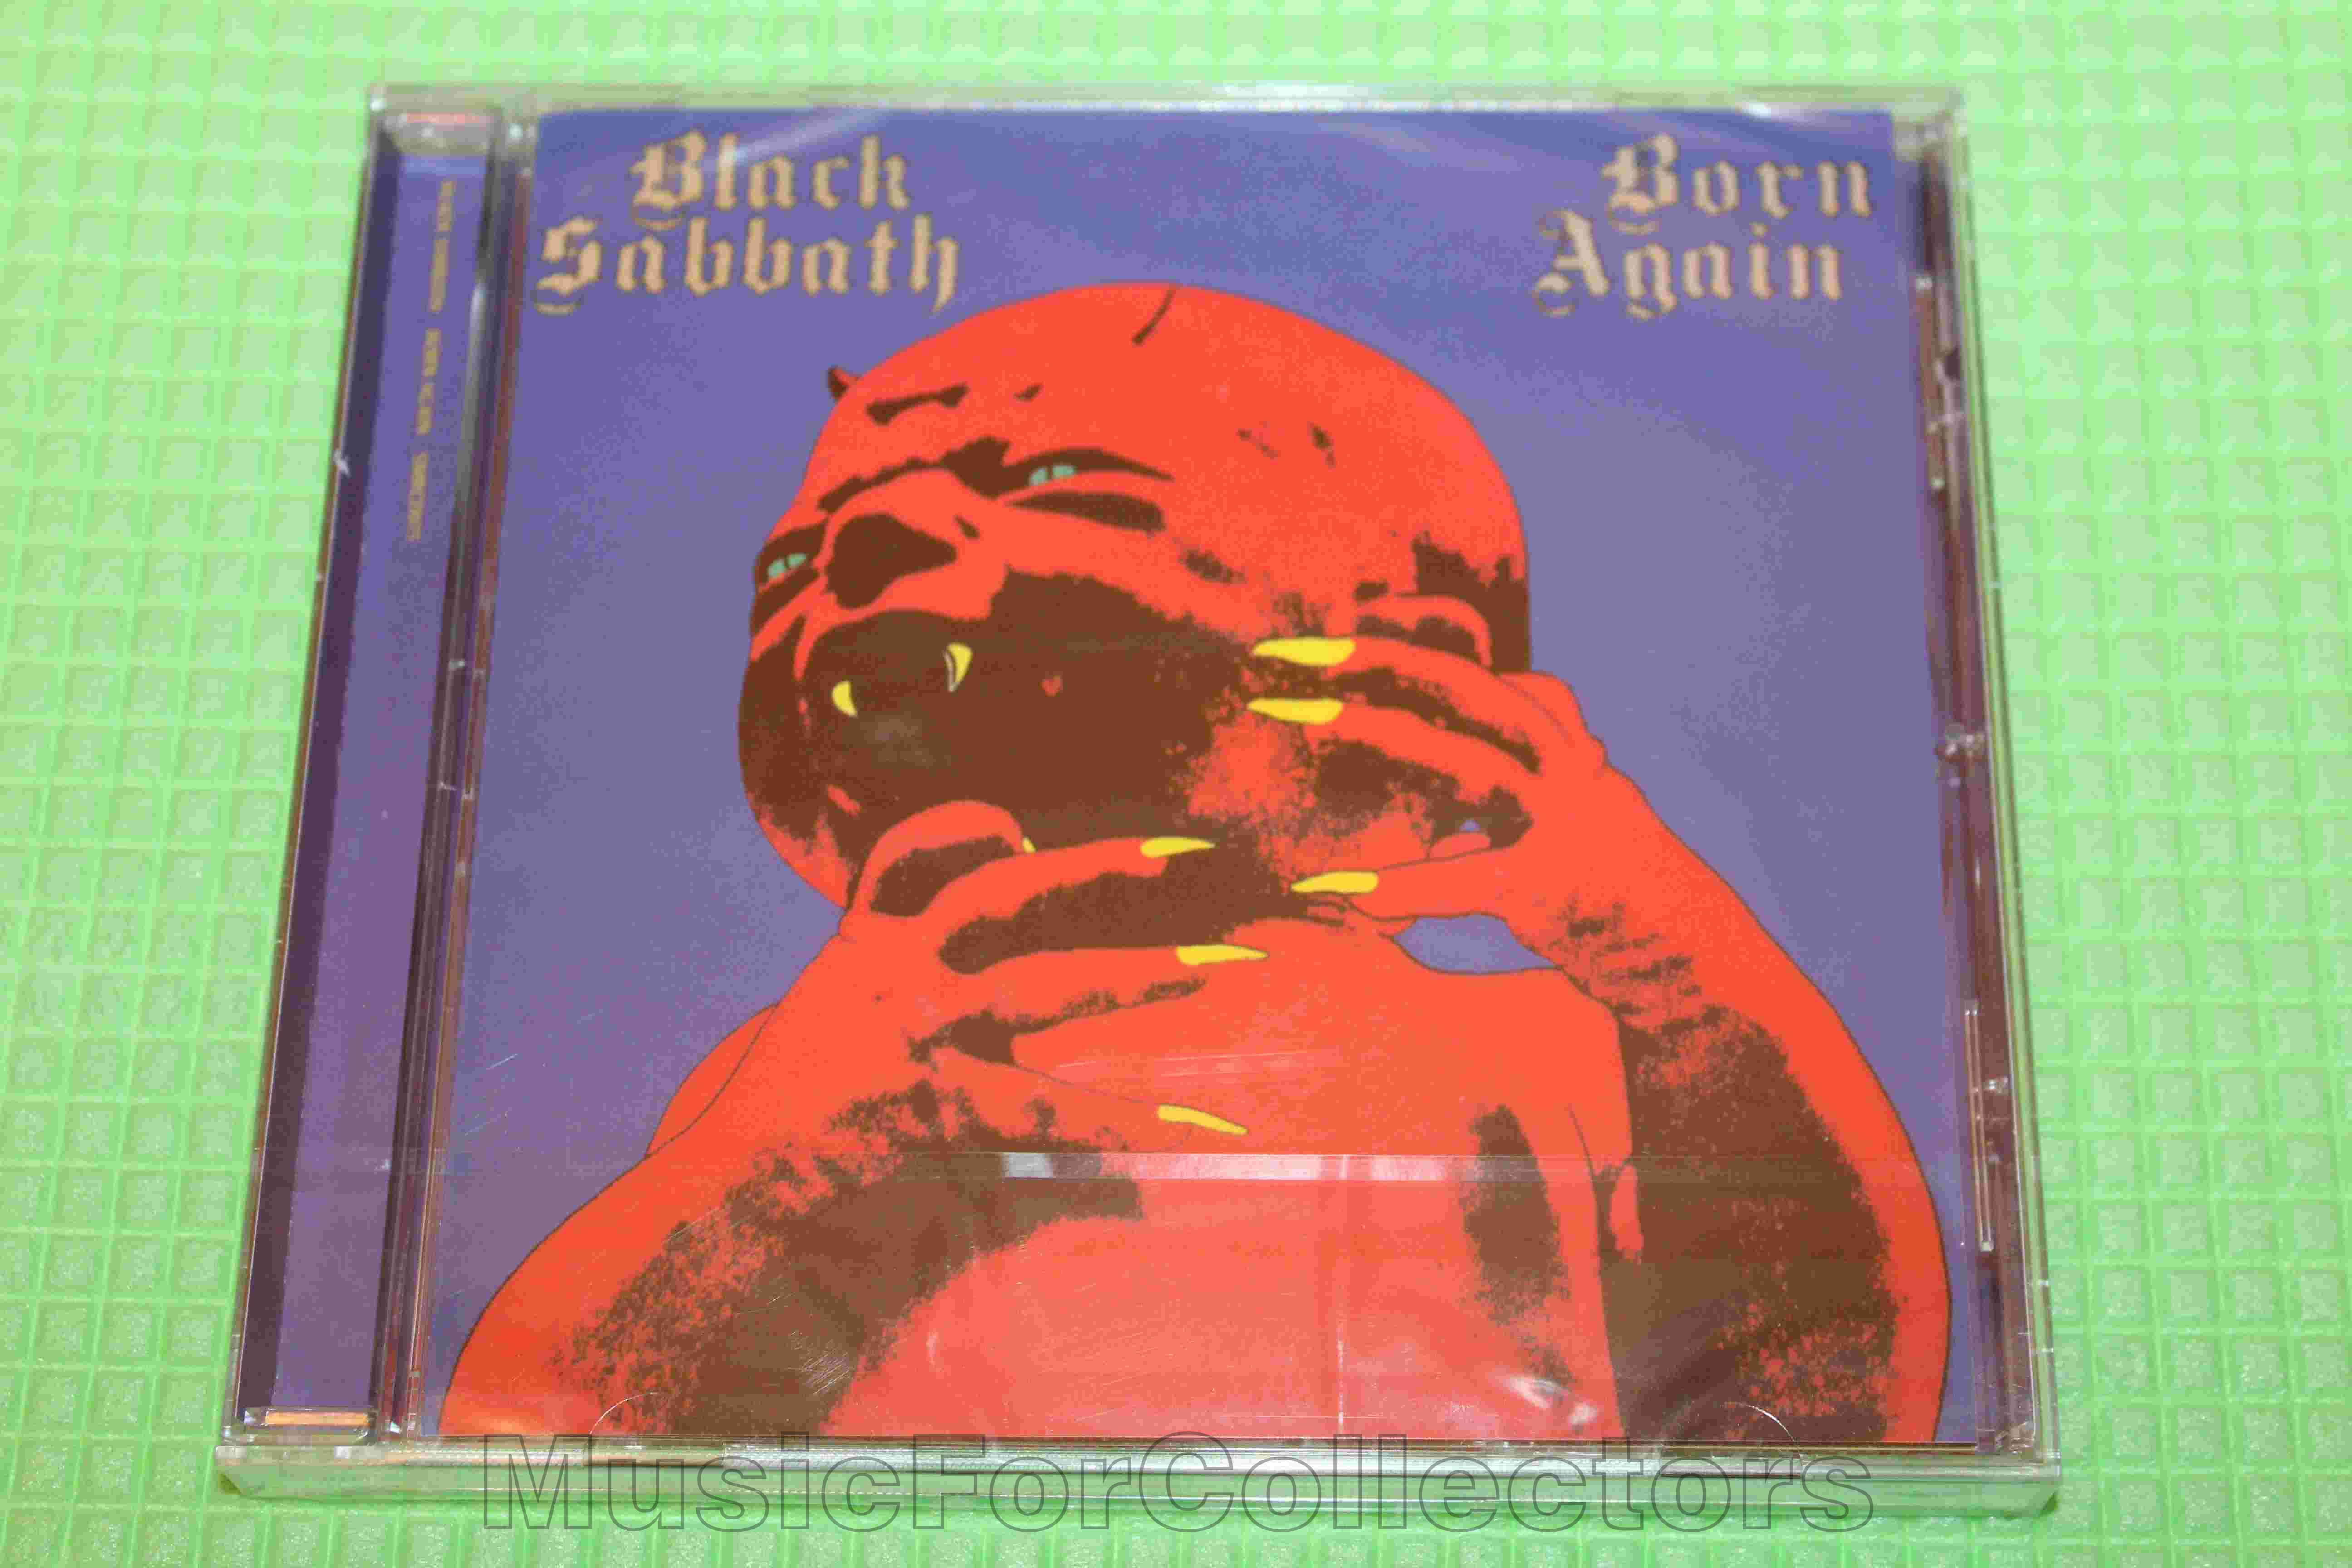 Black
Sabbath
Born
Again
MusicForCollectors